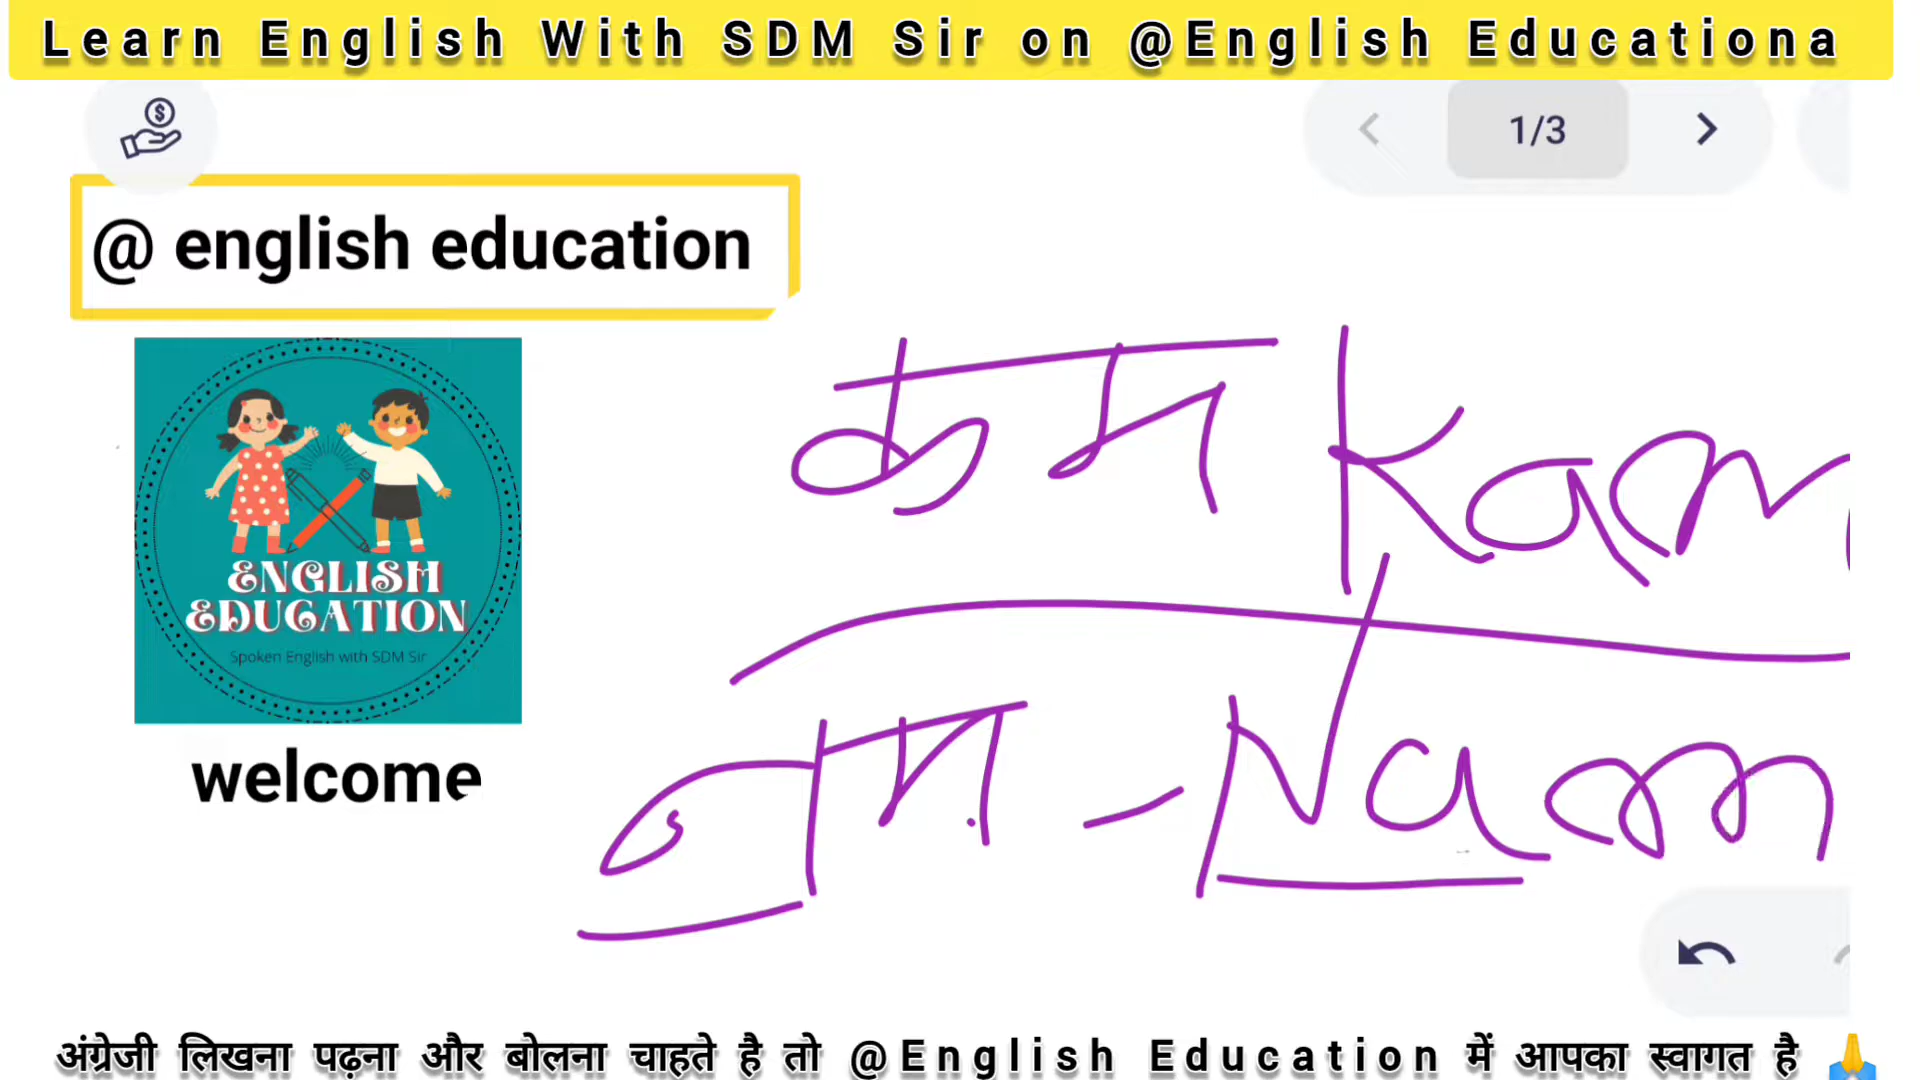 Learn English With SDM Sir on @English Educationa
$
1/3
@ english education
कम Kam
ENGLISH
EDUCATION
Spoken English with SDM Sir
नाम - Naam
welcome
अंग्रेजी लिखना पढ़ना और बोलना चाहते है तो @English Education में आपका स्वागत है 🙏